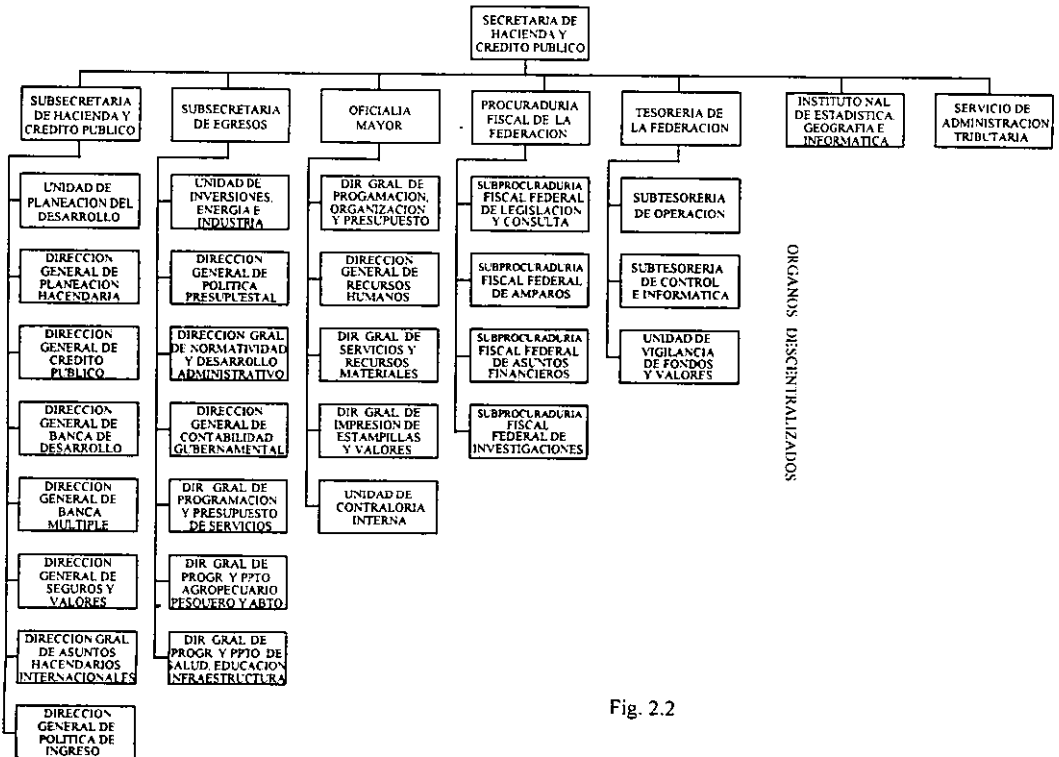 SECRETARIA DE
HACIENDA Y
CREDITO PUBLICO
SUBSECRETARIA
DE HACIENDA Y
CREDITO PUBLICO
SUBSECRETARIA
DE EGRESOS
OFICIALIA
MAYOR
PROCURADURIA
FISCAL DE LA
FEDERACION
TESORERIA DE
LA FEDERACION
INSTITUTO NAL
DE ESTADISTICA.
GEOGRAFIA E
INFORMATICA
SERVICIO DE
ADMINISTRACION
TRIBUTARIA
UNIDAD DE
PLANEACION DEL
DESARROLLO
DIRECCION
GENERAL DE
PLANEACION
HACENDARIA
DIRECCION
GENERAL DE
CREDITO
PUBLICO
DIRECCION
GENERAL DE
BANCA DE
DESARROLLO
DIRECCION
GENERAL DE
BANCA
MULTIPLE
DIRECCION
GENERAL DE
SEGUROS Y
VALORES
DIRECCION GRAL
DE ASUNTOS
HACENDARIOS
INTERNACIONALES
DIRECCION
GENERAL DE
POLITICA DE
INGRESO
UNIDAD DE
INVERSIONES,
ENERGIA E
INDUSTRIA
DIRECCION
GENERAL DE
POLITICA
PRESUPUESTAL
DIRECCION GRAL
DE NORMATIVIDAD
Y DESARROLLO
ADMINISTRATIVO
DIRECCION
GENERAL DE
CONTABILIDAD
GUBERNAMENTAL
DIR GRAL DE
PROGRAMACION
Y PRESUPUESTO
DE SERVICIOS
DIR GRAL DE
PROGR Y PPTO
AGROPECUARIO
PESQUERO Y ABTO
DIR GRAL DE
PROGR Y PPTO DE
SALUD, EDUCACION
INFRAESTRUCTURA
DIR GRAL DE
PROGAMACION,
ORGANIZACION
Y PRESUPUESTO
DIRECCION
GENERAL DE
RECURSOS
HUMANOS
DIR GRAL DE
SERVICIOS Y
RECURSOS
MATERIALES
DIR GRAL DE
IMPRESION DE
ESTAMPILLAS
Y VALORES
UNIDAD DE
CONTRALORIA
INTERNA
SUBPROCURADURIA
FISCAL FEDERAL
DE LEGISLACION
Y CONSULTA
SUBPROCURADURIA
FISCAL FEDERAL
DE AMPAROS
SUBPROCURADURIA
FISCAL FEDERAL
DE ASUNTOS
FINANCIEROS
SUBPROCURADURIA
FISCAL
FEDERAL DE
INVESTIGACIONES
SUBTESORERIA
DE OPERACION
SUBTESORERIA
DE CONTROL
E INFORMATICA
UNIDAD DE
VIGILANCIA
DE FONDOS
Y VALORES
ORGANOS DESCENTRALIZADOS
Fig. 2.2